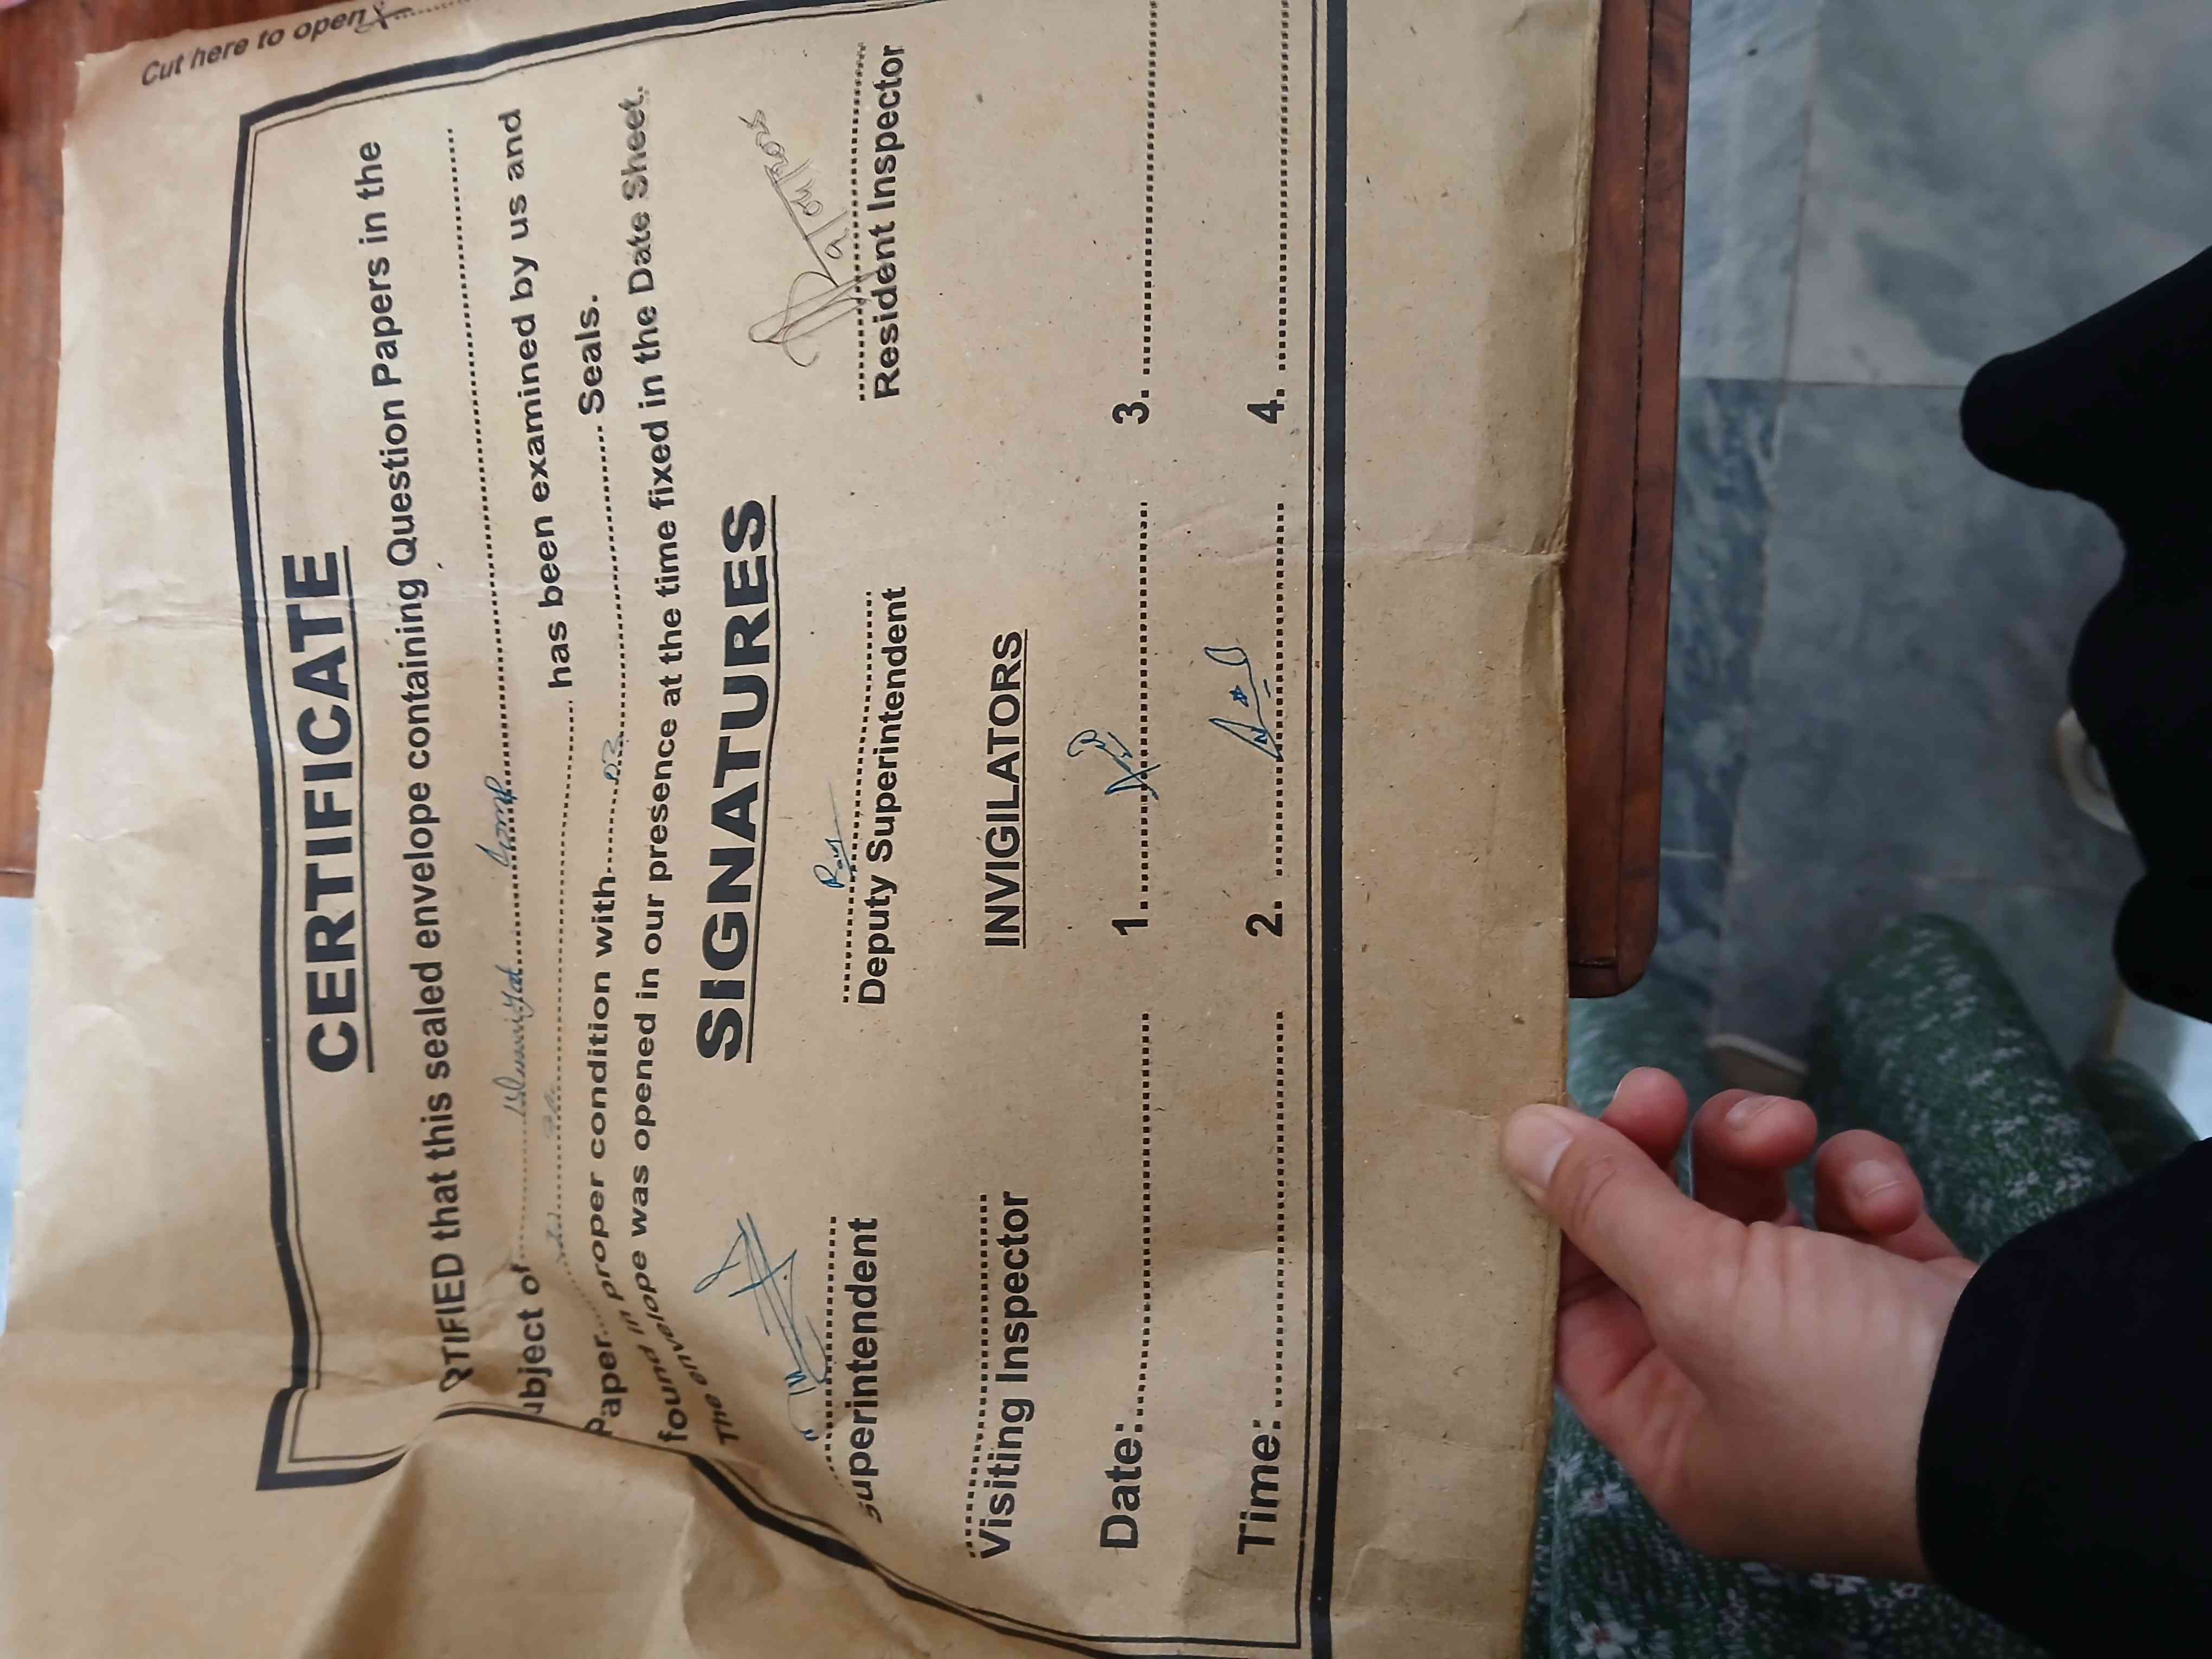 Cut here to open
CERTIFICATE
RTIFIED that this sealed envelope containing Question Papers in the
ubject of Islamiyat Comp
has been examined by us and
Paper found in proper condition with 03 Seals.
The envelope was opened in our presence at the time fixed in the Date Sheet.
SIGNATURES
Superintendent Deputy Superintendent Resident Inspector
Visiting Inspector INVIGILATORS
Date: 1. 3.
Time: 2. 4.